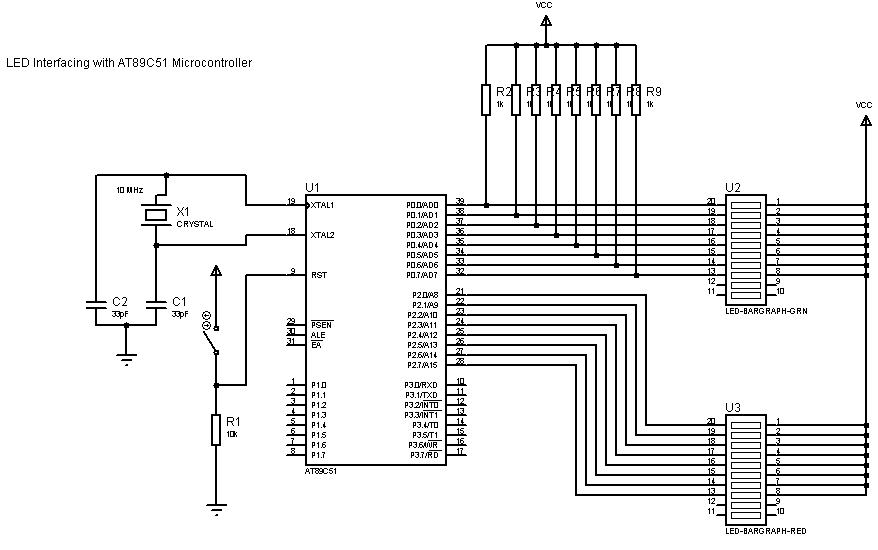 VCC
LED Interfacing with AT89C51 Microcontroller
R2 R3 R4 R5 R6 R7 R8 R9
1k 1k 1k 1k 1k 1k 1k 1k
VCC
U1
U2
10 MHz
X1
CRYSTAL
C2
33pF
C1
33pF
R1
10k
19 XTAL1
18 XTAL2
9 RST
29 PSEN
30 ALE
31 EA
1 P1.0
2 P1.1
3 P1.2
4 P1.3
5 P1.4
6 P1.5
7 P1.6
8 P1.7
P0.0/AD0 39
P0.1/AD1 38
P0.2/AD2 37
P0.3/AD3 36
P0.4/AD4 35
P0.5/AD5 34
P0.6/AD6 33
P0.7/AD7 32
P2.0/A8 21
P2.1/A9 22
P2.2/A10 23
P2.3/A11 24
P2.4/A12 25
P2.5/A13 26
P2.6/A14 27
P2.7/A15 28
P3.0/RXD 10
P3.1/TXD 11
P3.2/INT0 12
P3.3/INT1 13
P3.4/T0 14
P3.5/T1 15
P3.6/WR 16
P3.7/RD 17
AT89C51
20 1
19 2
18 3
17 4
16 5
15 6
14 7
13 8
12 9
11 10
LED-BARGRAPH-GRN
U3
20 1
19 2
18 3
17 4
16 5
15 6
14 7
13 8
12 9
11 10
LED-BARGRAPH-RED